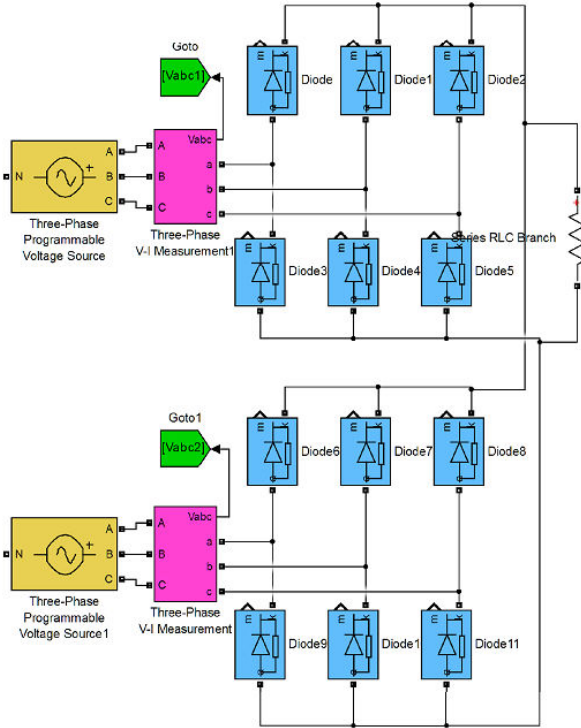 Goto
[Vabc1]
m k
Diode
m k
Diode1
m k
Diode2
N
A
B
C
A
B
C
Vabc
a
b
c
Three-Phase
Programmable
Voltage Source
Three-Phase
V-I Measurement1
Series RLC Branch
m k
Diode3
m k
Diode4
m k
Diode5
Goto1
[Vabc2]
m k
Diode6
m k
Diode7
m k
Diode8
N
A
B
C
A
B
C
Vabc
a
b
c
Three-Phase
Programmable
Voltage Source1
Three-Phase
V-I Measurement
m k
Diode9
m k
Diode1
m k
Diode11